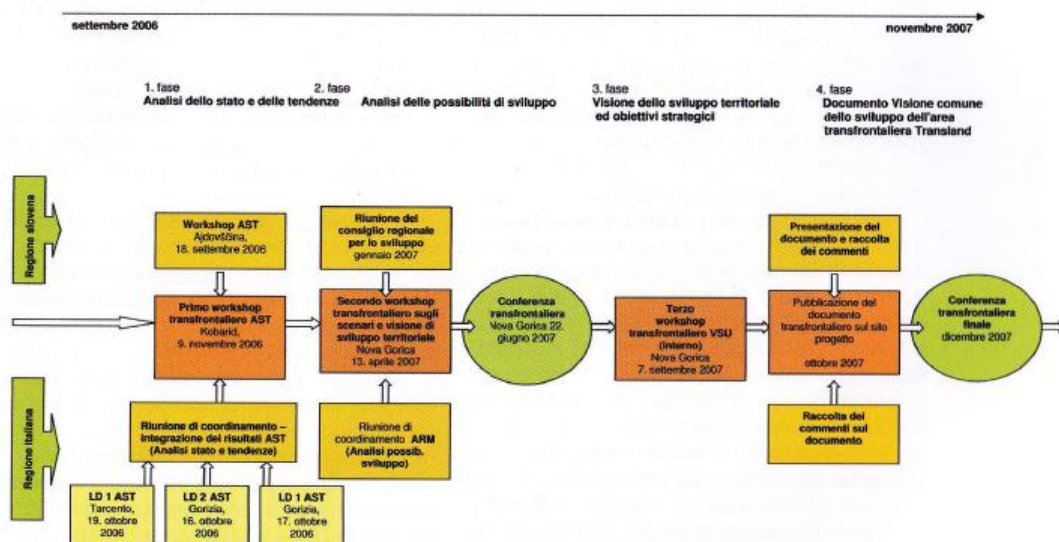 settembre 2006
novembre 2007
1. fase
Analisi dello stato e delle tendenze
2. fase
Analisi delle possibilitá di sviluppo
3. fase
Visione dello sviluppo territoriale
ed obiettivi strategici
4. fase
Documento Visione comune
dello sviluppo dell'area
transfrontaliera Transland
Regione slovena
Workshop AST
Ajdovščina,
18. settembre 2006
Riunione del
consiglio regionale
per lo sviluppo
gennaio 2007
Presentazione del
documento e raccolta
dei commenti
Primo workshop
transfrontaliero AST
Kobarid,
9. novembre 2006
Secondo workshop
transfrontaliero sugli
scenari e visione di
sviluppo territoriale
Nova Gorica
13. aprile 2007
Conferenza
transfrontaliera
Nova Gorica 22.
giugno 2007
Terzo
workshop
transfrontaliero VSU
(interno)
Nova Gorica
7. settembre 2007
Pubblicazione del
documento
transfrontaliero sul sito
progetto
ottobre 2007
Conferenza
transfrontaliera
finale
dicembre 2007
Regione italiana
Riunione di coordinamento –
Integrazione dei risultati AST
(Analisi stato e tendenze)
Riunione di
coordinamento ARM
(Analisi possib.
sviluppo)
Raccolta dei
commenti sul
documento
LD 1 AST
Tarcento,
19. ottobre
2006
LD 2 AST
Gorizia,
16. ottobre
2006
LD 1 AST
Gorizia,
17. ottobre
2006